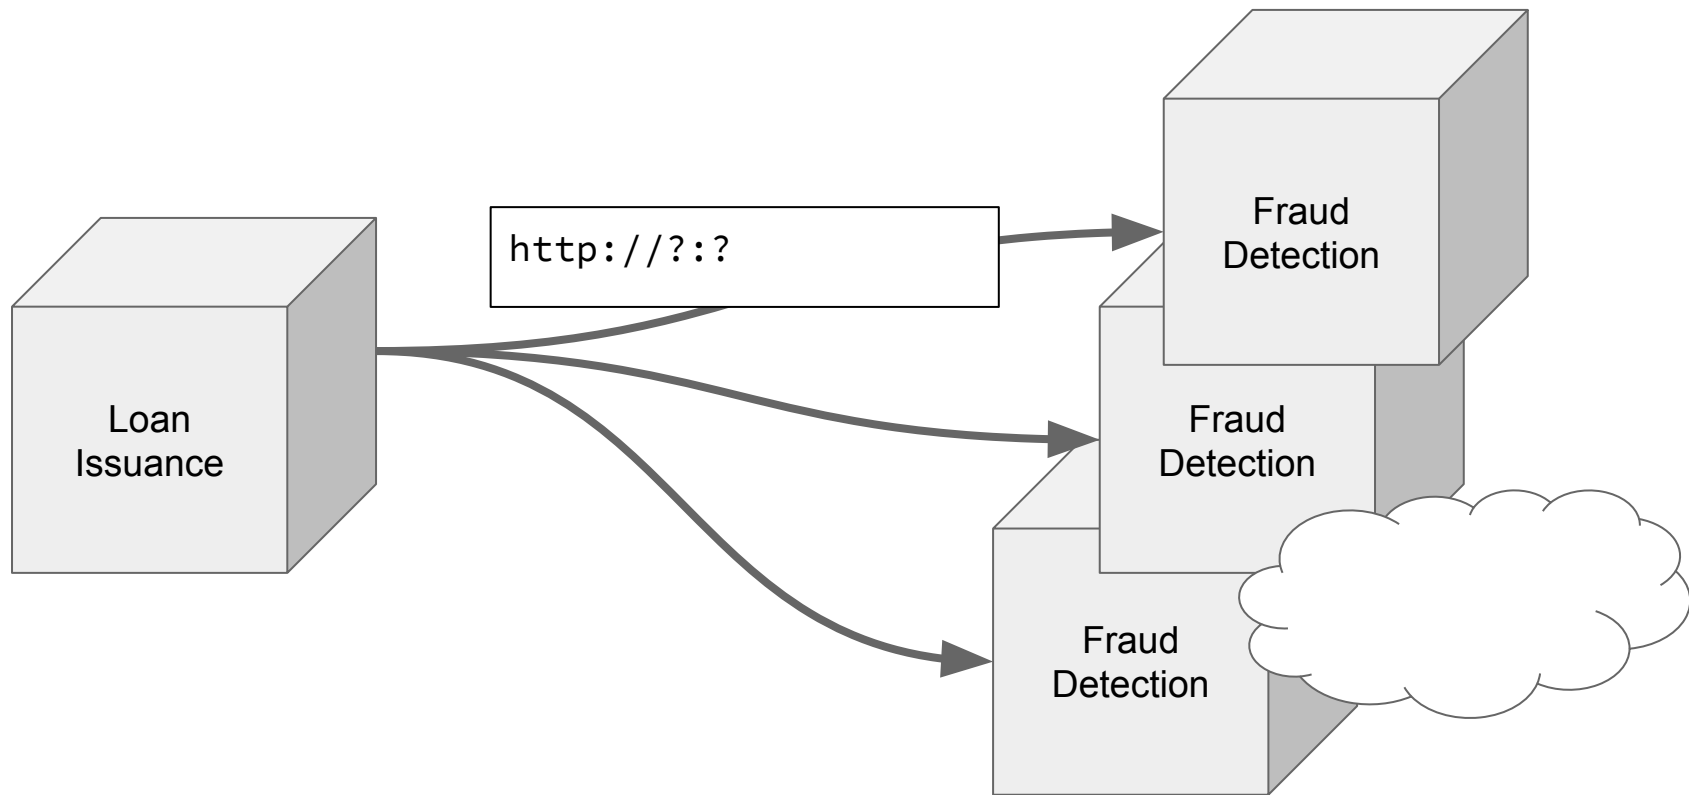 Loan
Issuance
http://?:?
Fraud
Detection
Fraud
Detection
Fraud
Detection